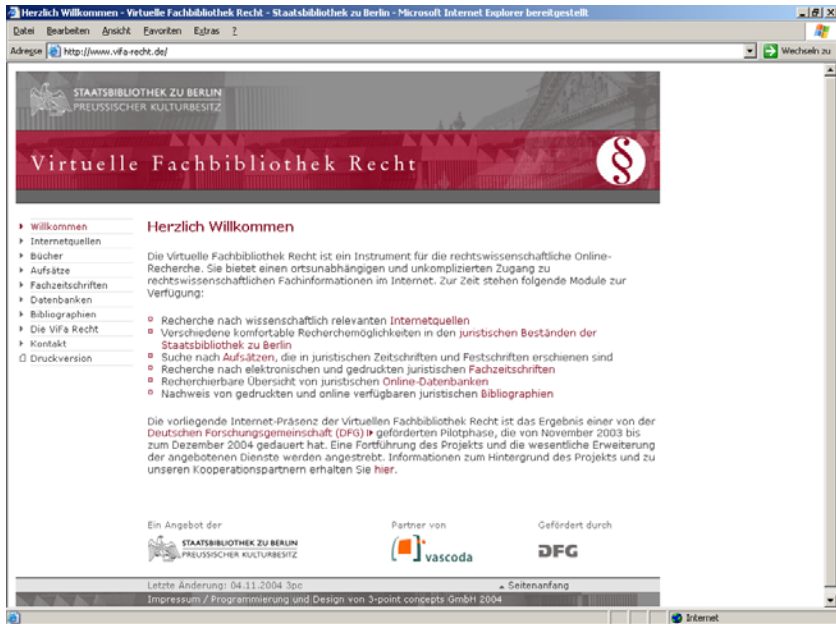 Herzlich Willkommen - Virtuelle Fachbibliothek Recht - Staatsbibliothek zu Berlin - Microsoft Internet Explorer bereitgestellt
Datei Bearbeiten Ansicht Favoriten Extras ?
Adresse http://www.vifa-recht.de/ Wechseln zu
STAATSBIBLIOTHEK ZU BERLIN
PREUSSISCHER KULTURBESITZ
Virtuelle Fachbibliothek Recht §
Willkommen
Internetquellen
Bücher
Aufsätze
Fachzeitschriften
Datenbanken
Bibliographien
Die ViFa Recht
Kontakt
Druckversion
Herzlich Willkommen
Die Virtuelle Fachbibliothek Recht ist ein Instrument für die rechtswissenschaftliche Online-
Recherche. Sie bietet einen ortsunabhängigen und unkomplizierten Zugang zu
rechtswissenschaftlichen Fachinformationen im Internet. Zur Zeit stehen folgende Module zur
Verfügung:
Recherche nach wissenschaftlich relevanten Internetquellen
Verschiedene komfortable Recherchemöglichkeiten in den juristischen Beständen der
Staatsbibliothek zu Berlin
Suche nach Aufsätzen, die in juristischen Zeitschriften und Festschriften erschienen sind
Recherche nach elektronischen und gedruckten juristischen Fachzeitschriften
Recherchierbare Übersicht von juristischen Online-Datenbanken
Nachweis von gedruckten und online verfügbaren juristischen Bibliographien
Die vorliegende Internet-Präsenz der Virtuellen Fachbibliothek Recht ist das Ergebnis einer von der
Deutschen Forschungsgemeinschaft (DFG) geförderten Pilotphase, die von November 2003 bis
zum Dezember 2004 gedauert hat. Eine Fortführung des Projekts und die wesentliche Erweiterung
der angebotenen Dienste werden angestrebt. Informationen zum Hintergrund des Projekts und zu
unseren Kooperationspartnern erhalten Sie hier.
Ein Angebot der Partner von Gefördert durch
STAATSBIBLIOTHEK ZU BERLIN
PREUSSISCHER KULTURBESITZ
vascoda
DFG
Letzte Änderung: 04.11.2004 3pc Seitenanfang
Impressum / Programmierung und Design von 3-point concepts GmbH 2004
Internet